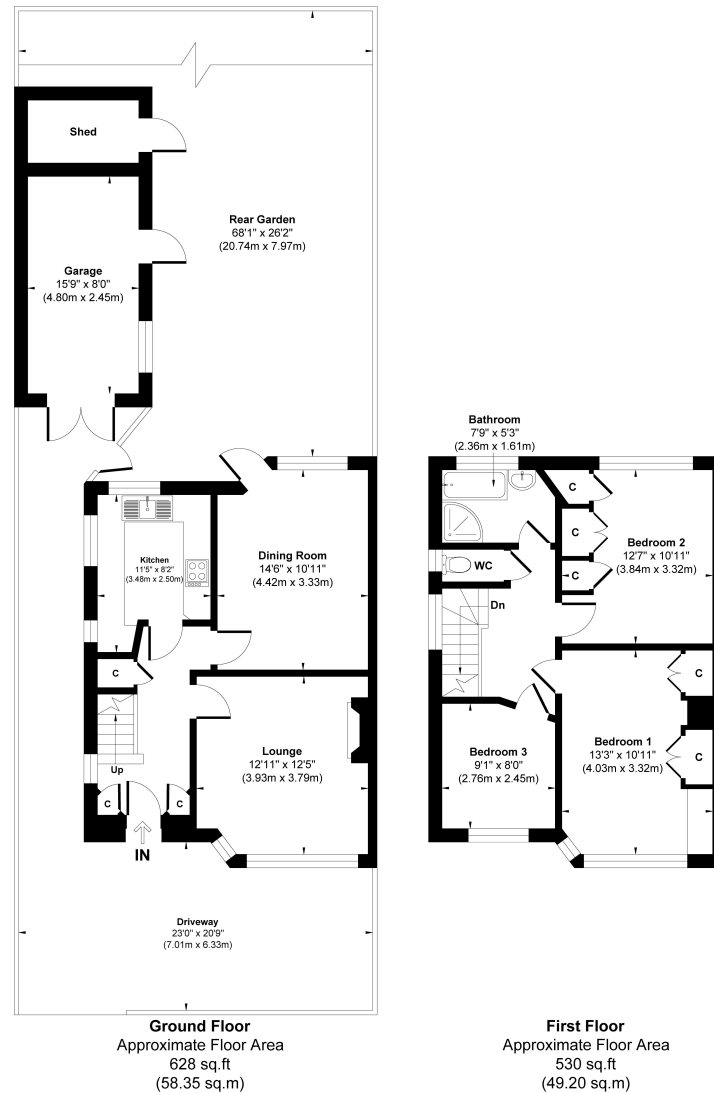 Shed
Rear Garden
68'1" x 26'2"
(20.74m x 7.97m)
Garage
15'9" x 8'0"
(4.80m x 2.45m)
Kitchen
11'5" x 8'2"
(3.48m x 2.50m)
Dining Room
14'6" x 10'11"
(4.42m x 3.33m)
C
Up
Lounge
12'11" x 12'5"
(3.93m x 3.79m)
C
C
IN
Driveway
23'0" x 20'9"
(7.01m x 6.33m)
Ground Floor
Approximate Floor Area
628 sq.ft
(58.35 sq.m)
Bathroom
7'9" x 5'3"
(2.36m x 1.61m)
C
C
C
Bedroom 2
12'7" x 10'11"
(3.84m x 3.32m)
WC
Dn
C
C
Bedroom 1
13'3" x 10'11"
(4.03m x 3.32m)
Bedroom 3
9'1" x 8'0"
(2.76m x 2.45m)
First Floor
Approximate Floor Area
530 sq.ft
(49.20 sq.m)